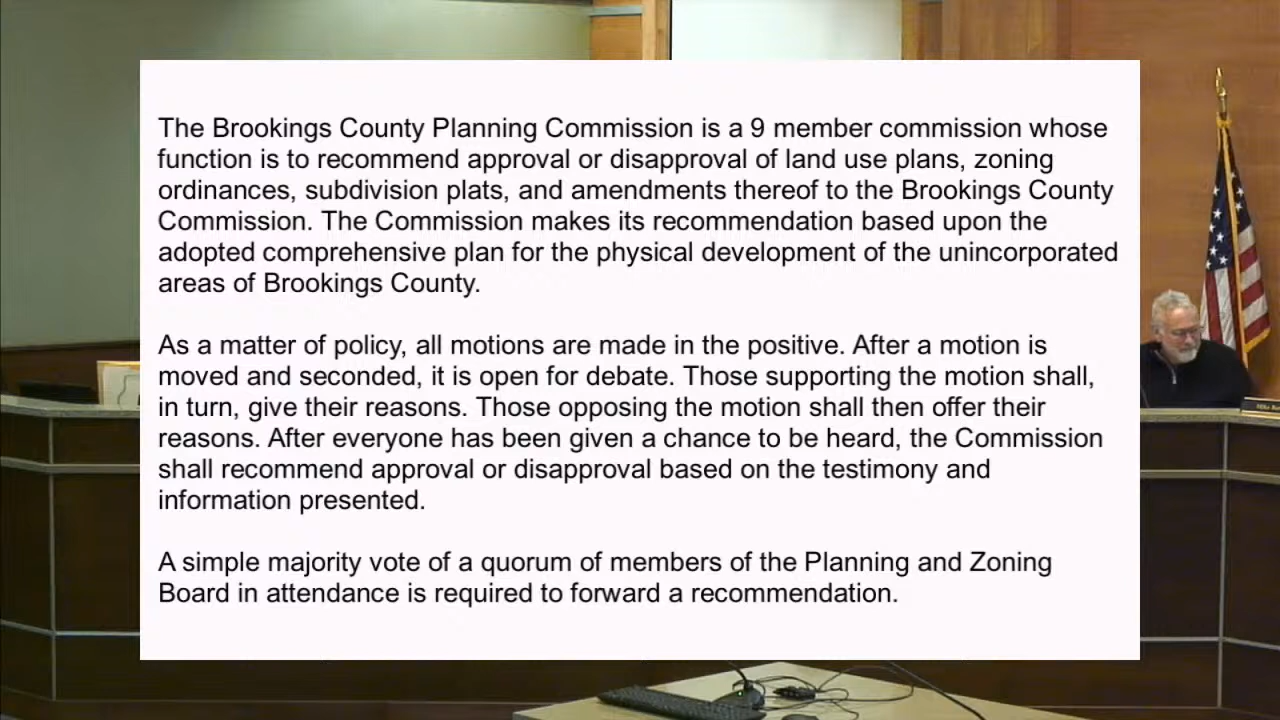 The Brookings County Planning Commission is a 9 member commission whose
function is to recommend approval or disapproval of land use plans, zoning
ordinances, subdivision plats, and amendments thereof to the Brookings County
Commission. The Commission makes its recommendation based upon the
adopted comprehensive plan for the physical development of the unincorporated
areas of Brookings County.
As a matter of policy, all motions are made in the positive. After a motion is
moved and seconded, it is open for debate. Those supporting the motion shall,
in turn, give their reasons. Those opposing the motion shall then offer their
reasons. After everyone has been given a chance to be heard, the Commission
shall recommend approval or disapproval based on the testimony and
information presented.
A simple majority vote of a quorum of members of the Planning and Zoning
Board in attendance is required to forward a recommendation.